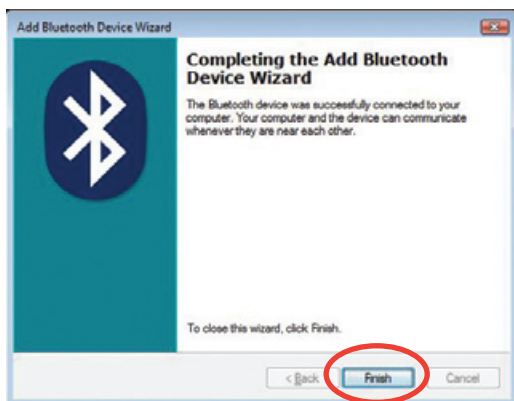 Add Bluetooth Device Wizard
Completing the Add Bluetooth
Device Wizard
The Bluetooth device was successfully connected to your
computer. Your computer and the device can communicate
whenever they are near each other.
To close this wizard, click Finish.
< Back Finish Cancel